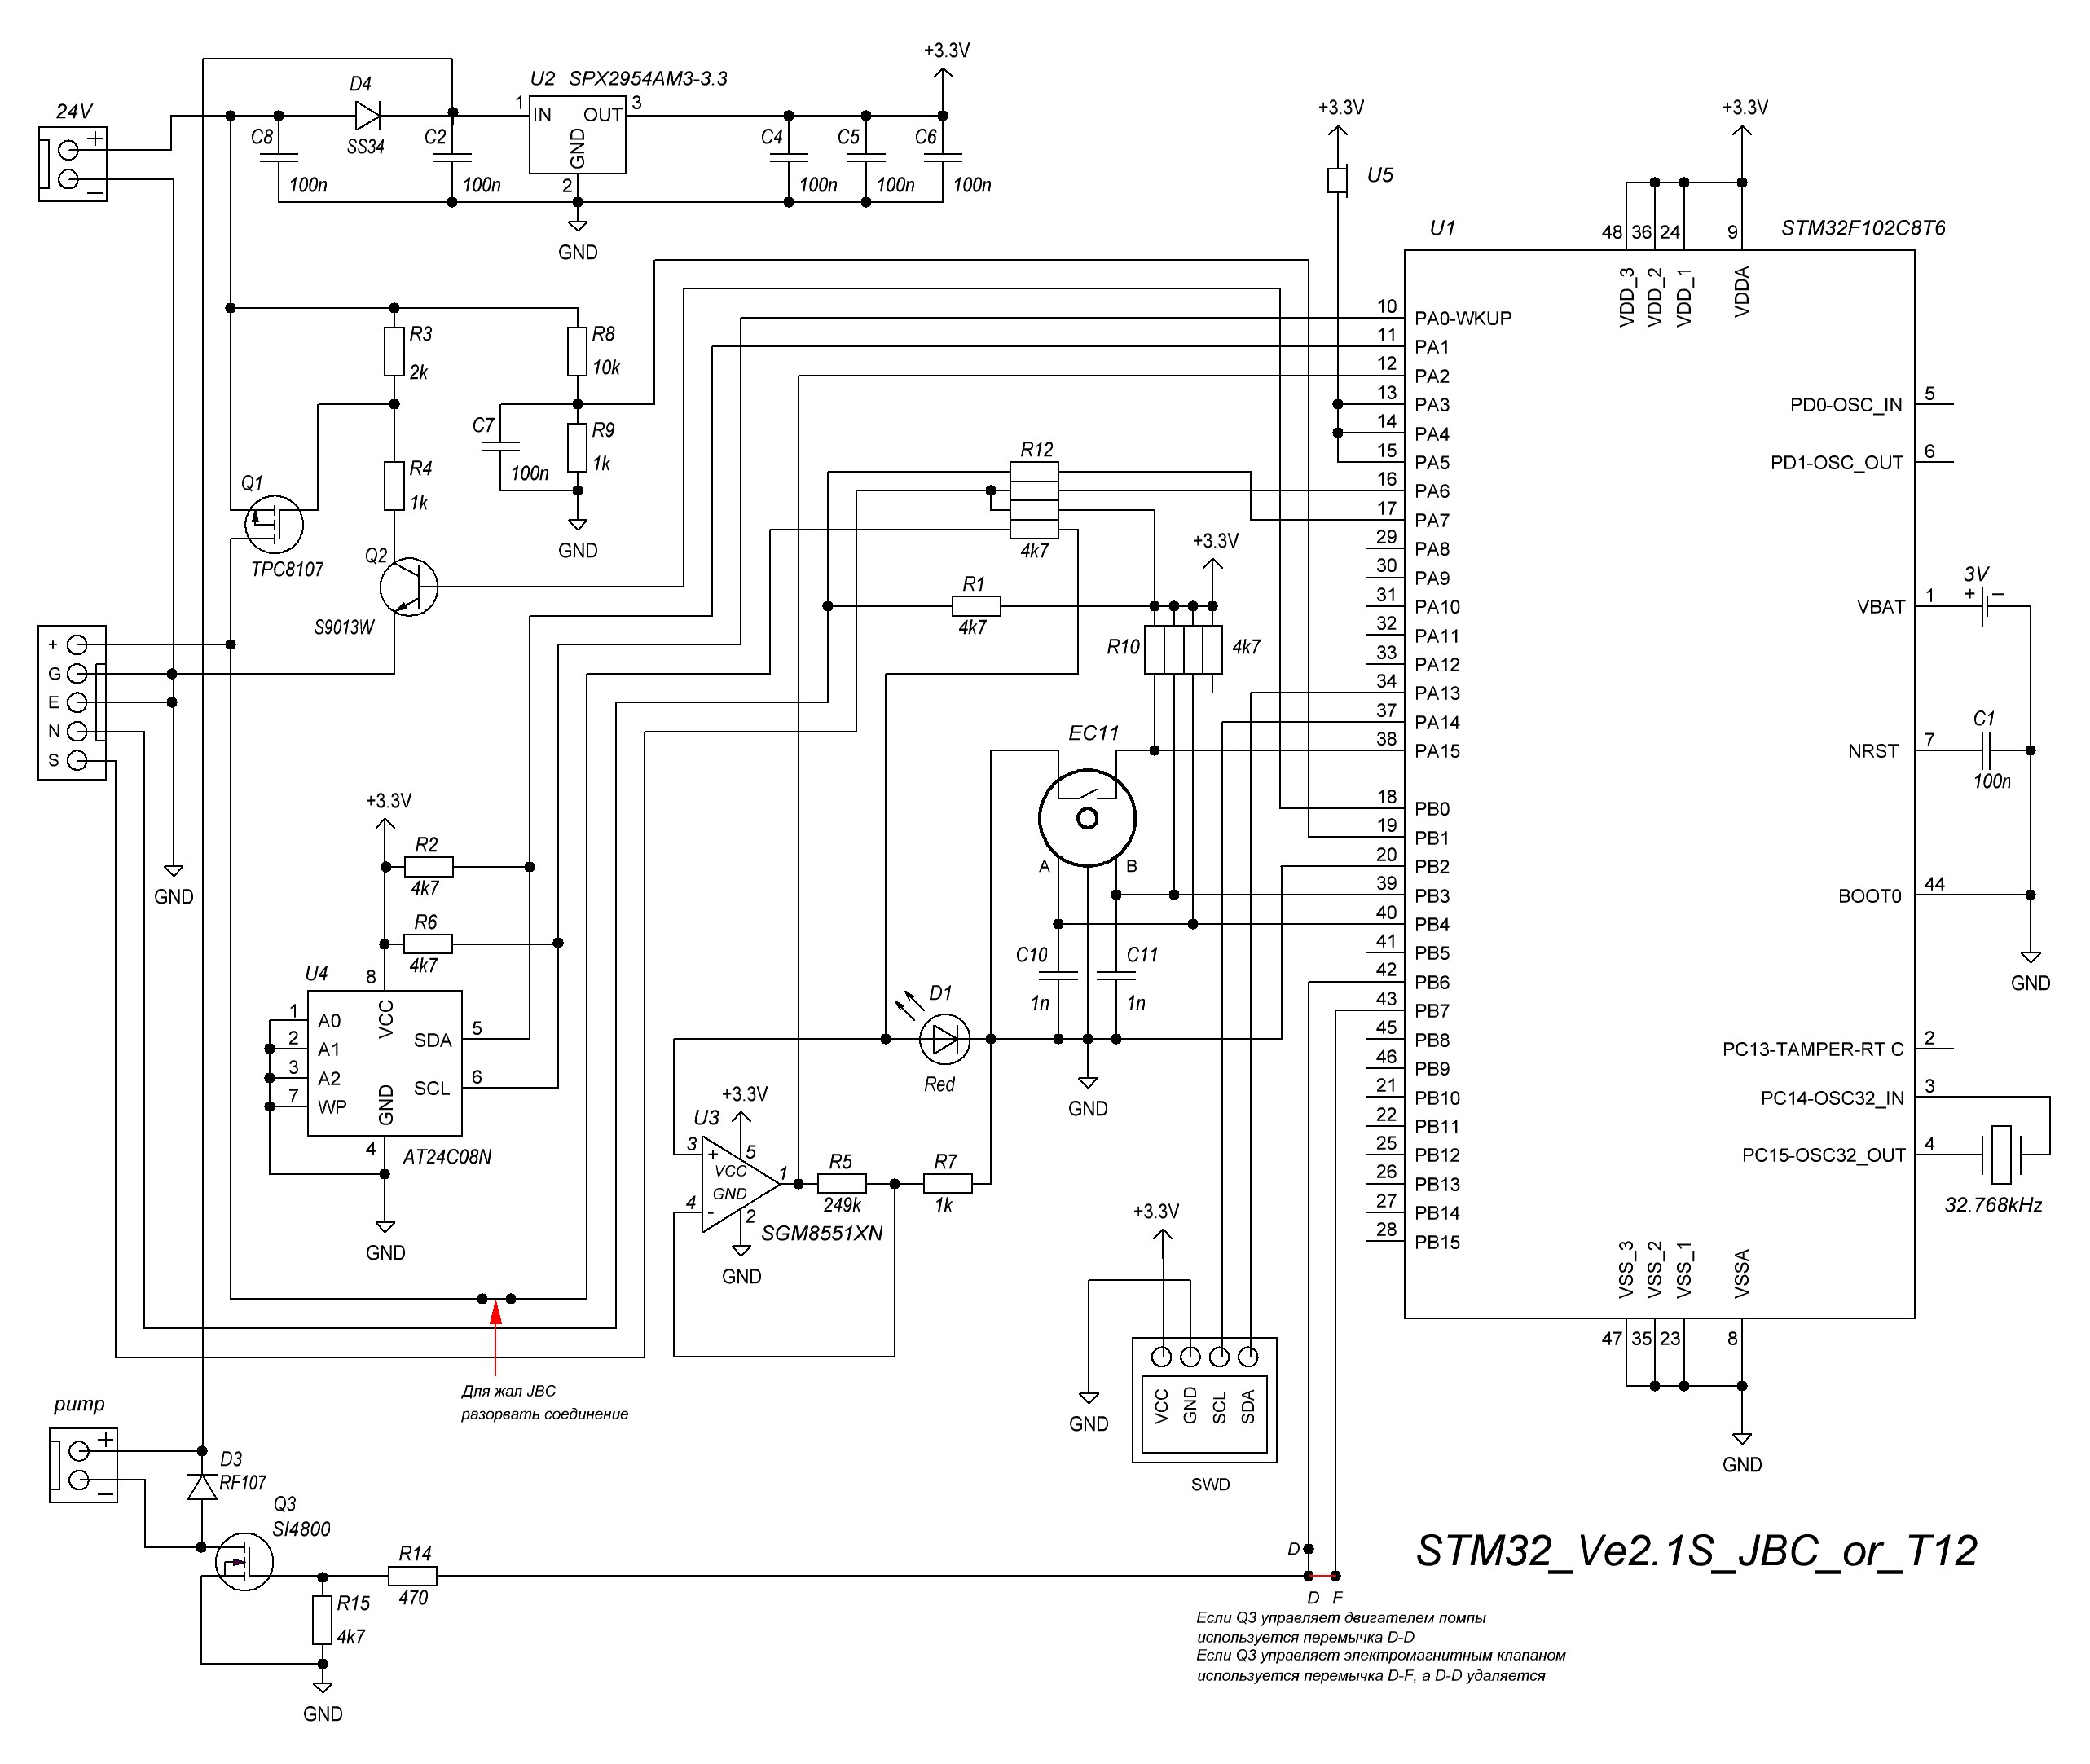 24V
+
−
C8
100n
D4
SS34
C2
100n
U2 SPX2954AM3-3.3
1
IN
OUT
3
GND
2
GND
C4
100n
C5
100n
C6
100n
+3.3V
R3
2k
R4
1k
R8
10k
R9
1k
C7
100n
GND
Q1
TPC8107
Q2
S9013W
+
G
E
N
S
GND
+3.3V
R2
4k7
R6
4k7
U4
8
VCC
1
A0
2
A1
3
A2
7
WP
SDA
5
SCL
6
GND
4
AT24C08N
GND
Для жал JBC
разорвать соединение
R12
4k7
R1
4k7
+3.3V
R10
4k7
EC11
A
B
C10
1n
C11
1n
D1
Red
GND
+3.3V
U3
3
+
5
VCC
GND
1
4
-
2
SGM8551XN
GND
R5
249k
R7
1k
+3.3V
GND
VCC
GND
SCL
SDA
SWD
+3.3V
U5
+3.3V
U1
STM32F102C8T6
48
36
24
9
VDD_3
VDD_2
VDD_1
VDDA
10
PA0-WKUP
11
PA1
12
PA2
13
PA3
14
PA4
15
PA5
16
PA6
17
PA7
29
PA8
30
PA9
31
PA10
32
PA11
33
PA12
34
PA13
37
PA14
38
PA15
18
PB0
19
PB1
20
PB2
39
PB3
40
PB4
41
PB5
42
PB6
43
PB7
45
PB8
46
PB9
21
PB10
22
PB11
25
PB12
26
PB13
27
PB14
28
PB15
PD0-OSC_IN
5
PD1-OSC_OUT
6
VBAT
1
3V
+
−
NRST
7
C1
100n
BOOT0
44
GND
PC13-TAMPER-RT C
2
PC14-OSC32_IN
3
PC15-OSC32_OUT
4
32.768kHz
VSS_3
VSS_2
VSS_1
VSSA
47
35
23
8
GND
pump
+
−
D3
RF107
Q3
SI4800
R14
470
R15
4k7
GND
D
D F
Если Q3 управляет двигателем помпы
используется перемычка D-D
Если Q3 управляет электромагнитным клапаном
используется перемычка D-F, а D-D удаляется
STM32_Ve2.1S_JBC_or_T12